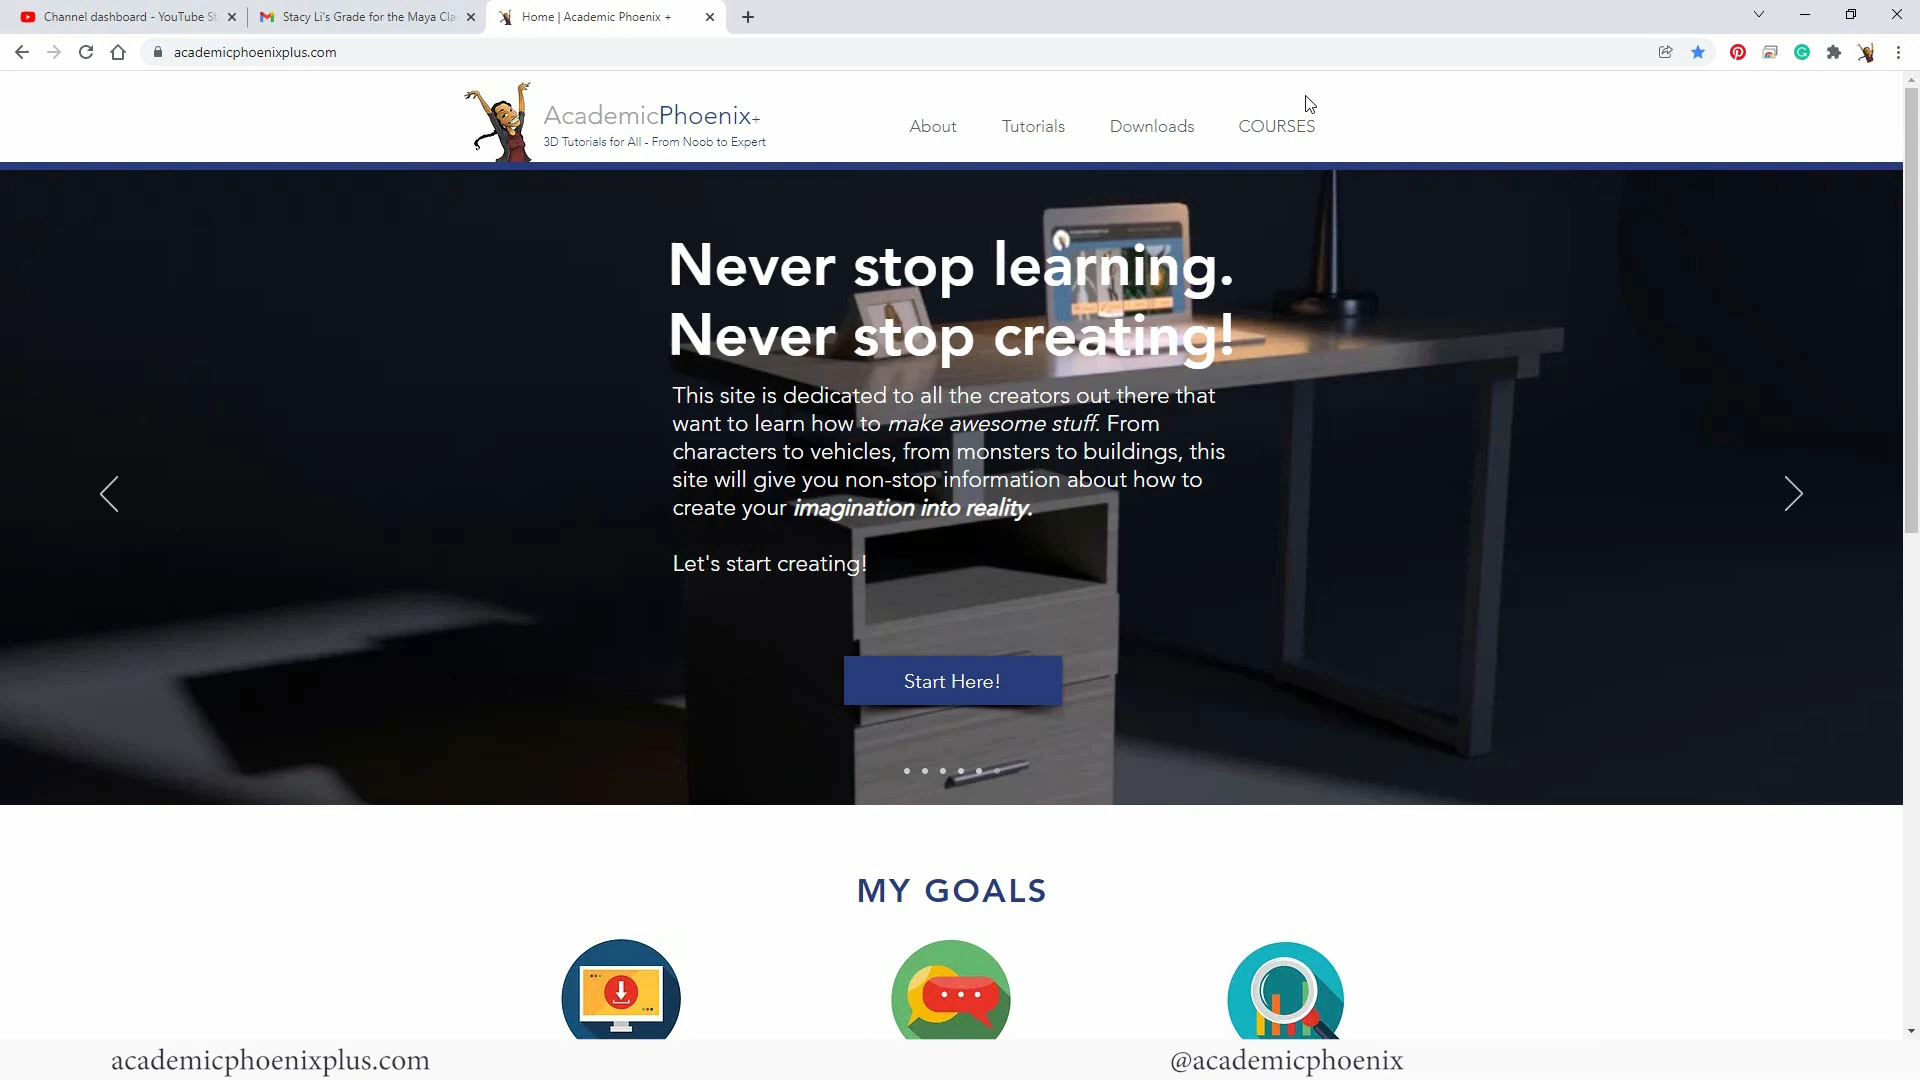 Channel dashboard - YouTube St
Stacy Li's Grade for the Maya Cla
Home | Academic Phoenix +
academicphoenixplus.com
AcademicPhoenix+
3D Tutorials for All - From Noob to Expert
About
Tutorials
Downloads
COURSES
Never stop learning.
Never stop creating!
This site is dedicated to all the creators out there that
want to learn how to make awesome stuff. From
characters to vehicles, from monsters to buildings, this
site will give you non-stop information about how to
create your imagination into reality.
Let's start creating!
Start Here!
MY GOALS
academicphoenixplus.com
@academicphoenix